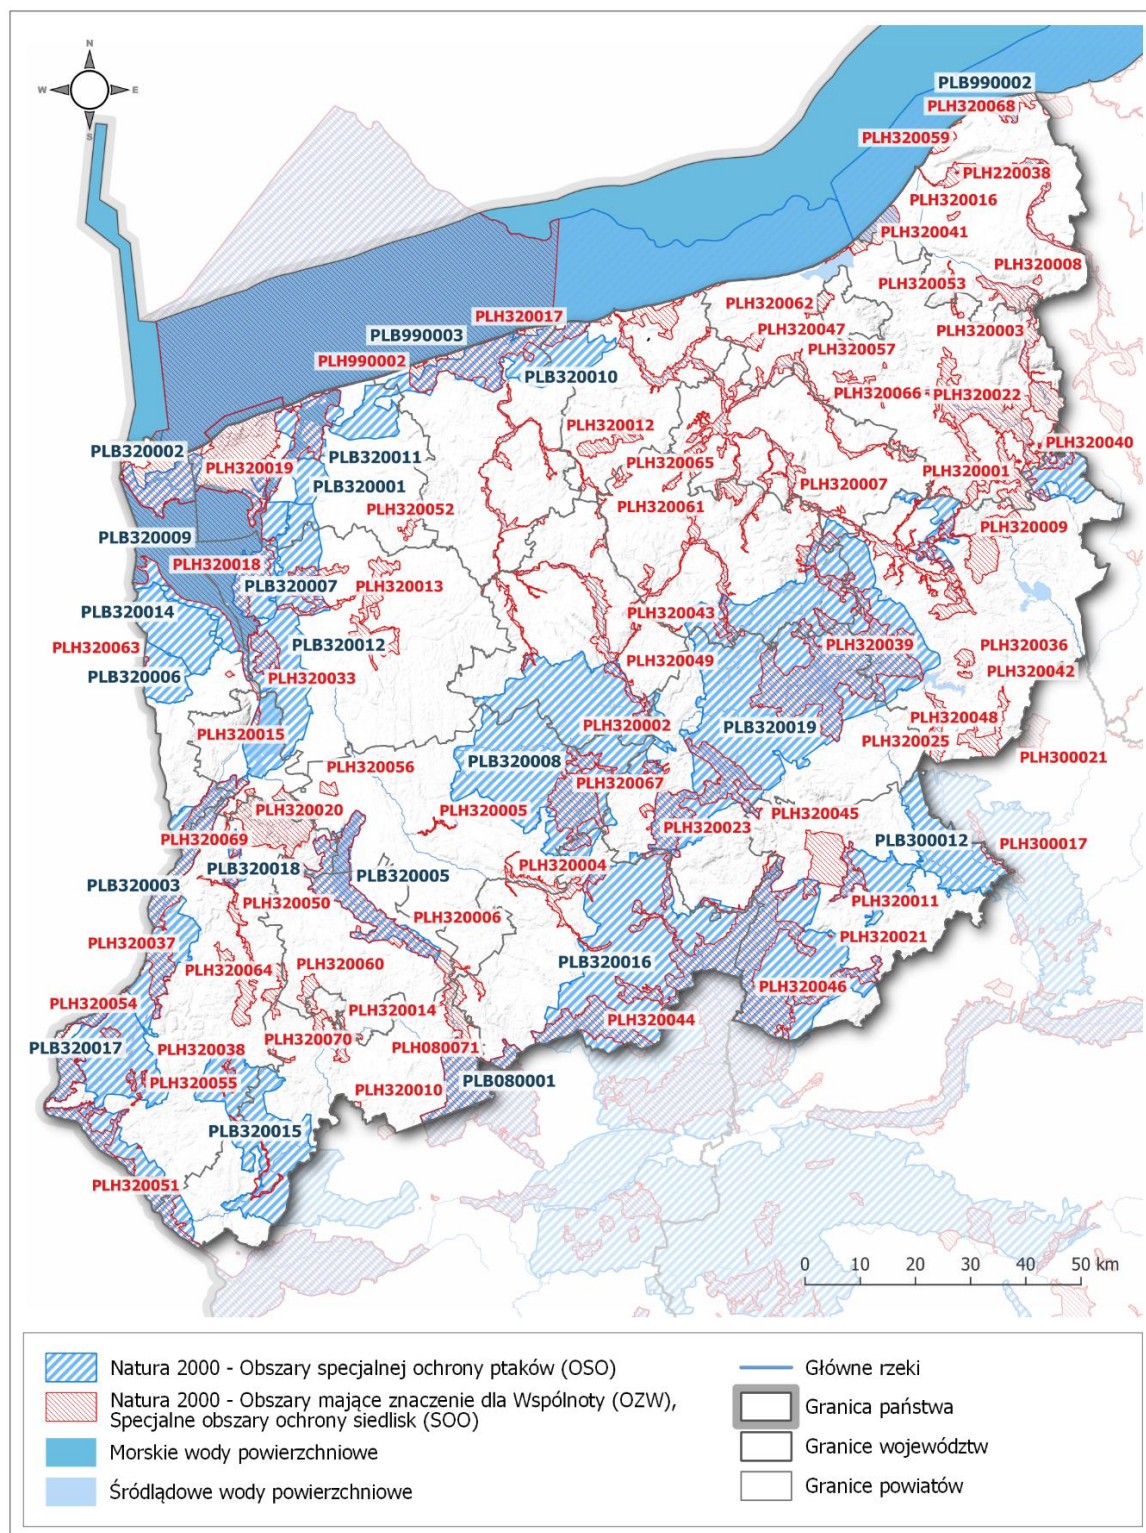 N
W E
S
PLB990002
PLH320068
PLH320059
PLH220038
PLH320016
PLH320041
PLH320008
PLH320053
PLH320062
PLH320017
PLH320003
PLB990003
PLH320047
PLH320057
PLH990002
PLB320010
PLH320066
PLH320022
PLH320012
PLH320040
PLB320002
PLB320011
PLH320065
PLH320019
PLH320001
PLB320001
PLH320007
PLH320052
PLH320061
PLH320009
PLB320009
PLH320018
PLB320007
PLH320013
PLB320014
PLH320043
PLH320063
PLB320012
PLH320039
PLH320036
PLH320049
PLB320006
PLH320033
PLH320042
PLH320002
PLB320019
PLH320048
PLH320015
PLH320025
PLB320008
PLH300021
PLH320056
PLH320067
PLH320020
PLH320005
PLH320045
PLH320023
PLH320069
PLB300012
PLH300017
PLB320018
PLH320004
PLB320005
PLB320003
PLH320050
PLH320011
PLH320006
PLH320037
PLH320021
PLH320064
PLH320060
PLB320016
PLH320046
PLH320054
PLH320014
PLH320044
PLH320070
PLB320017
PLH320038
PLH080071
PLH320055
PLH320010
PLB080001
PLB320015
PLH320051
0 10 20 30 40 50 km
Natura 2000 - Obszary specjalnej ochrony ptaków (OSO)
Natura 2000 - Obszary mające znaczenie dla Wspólnoty (OZW),
Specjalne obszary ochrony siedlisk (SOO)
Morskie wody powierzchniowe
Śródlądowe wody powierzchniowe
Główne rzeki
Granica państwa
Granice województw
Granice powiatów